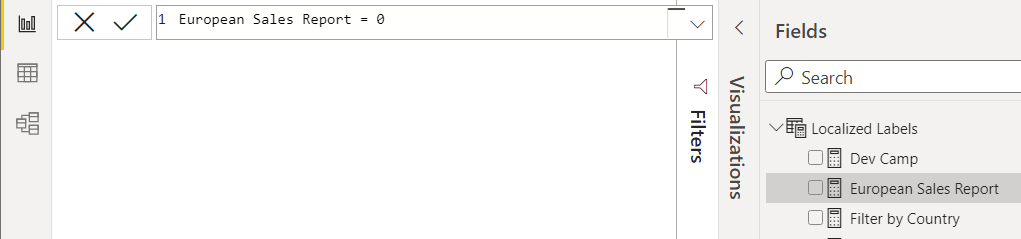 1 European Sales Report = 0
Filters
Visualizations
Fields
Search
Localized Labels
Dev Camp
European Sales Report
Filter by Country